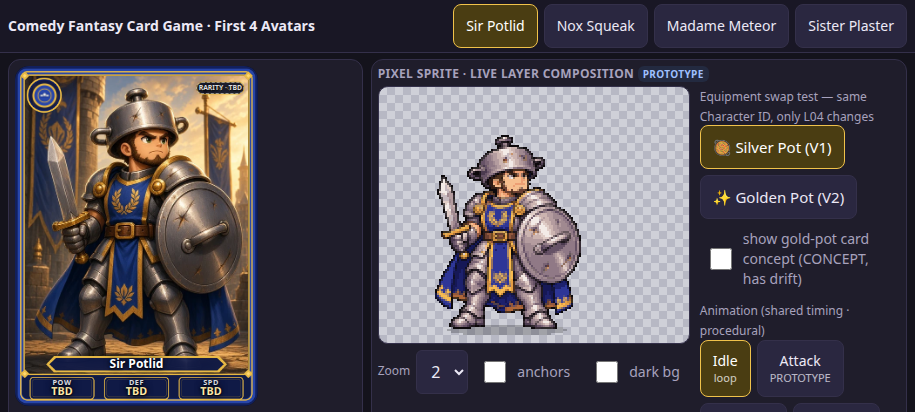 Comedy Fantasy Card Game · First 4 Avatars
Sir Potlid
Nox Squeak
Madame Meteor
Sister Plaster
RARITY · TBD
Sir Potlid
POW
TBD
DEF
TBD
SPD
TBD
PIXEL SPRITE · LIVE LAYER COMPOSITION PROTOTYPE
Zoom
2
anchors
dark bg
Equipment swap test — same
Character ID, only L04 changes
🥘 Silver Pot (V1)
✨ Golden Pot (V2)
show gold-pot card
concept (CONCEPT,
has drift)
Animation (shared timing ·
procedural)
Idle
loop
Attack
PROTOTYPE